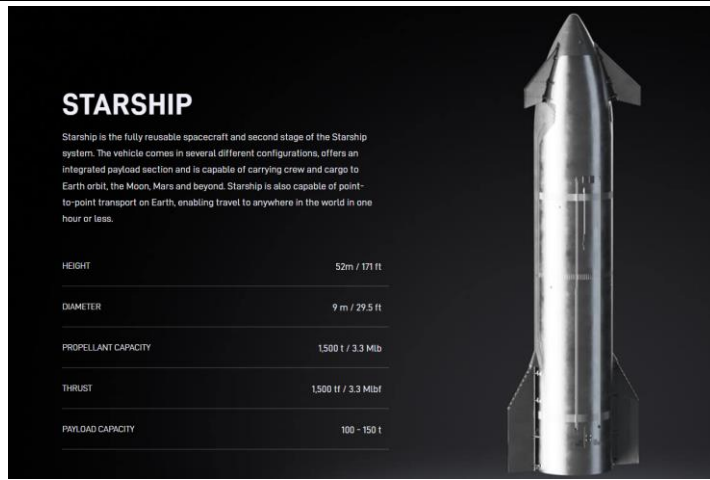 STARSHIP
Starship is the fully reusable spacecraft and second stage of the Starship
system. The vehicle comes in several different configurations, offers an
integrated payload section and is capable of carrying crew and cargo to
Earth orbit, the Moon, Mars and beyond. Starship is also capable of point-
to-point transport on Earth, enabling travel to anywhere in the world in one
hour or less.
HEIGHT 52m / 171 ft
DIAMETER 9 m / 29.5 ft
PROPELLANT CAPACITY 1,500 t / 3.3 Mlb
THRUST 1,500 tf / 3.3 Mlbf
PAYLOAD CAPACITY 100 - 150 t